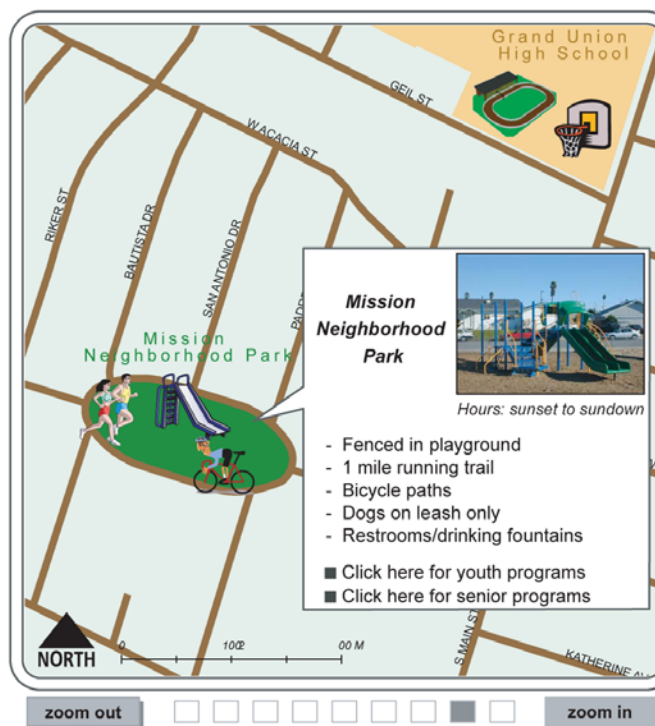 Grand Union
High School
GEIL ST
W ACACIA ST
RIKER ST
BAUTISTA DR
SAN ANTONIO DR
Mission
Neighborhood Park
Mission
Neighborhood
Park
Hours: sunset to sundown
- Fenced in playground
- 1 mile running trail
- Bicycle paths
- Dogs on leash only
- Restrooms/drinking fountains
Click here for youth programs
Click here for senior programs
S MAIN ST
NORTH
0 1002 00 M
zoom out
zoom in